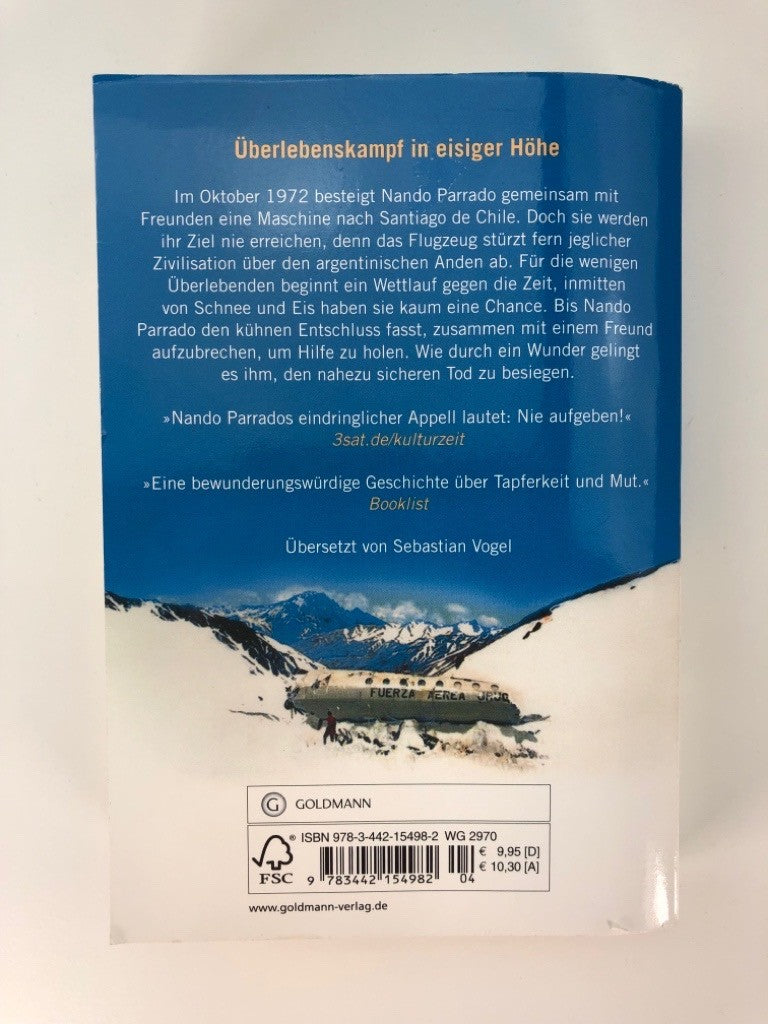 Überlebenskampf in eisiger Höhe
Im Oktober 1972 besteigt Nando Parrado gemeinsam mit
Freunden eine Maschine nach Santiago de Chile. Doch sie werden
ihr Ziel nie erreichen, denn das Flugzeug stürzt fern jeglicher
Zivilisation über den argentinischen Anden ab. Für die wenigen
Überlebenden beginnt ein Wettlauf gegen die Zeit, inmitten
von Schnee und Eis haben sie kaum eine Chance. Bis Nando
Parrado den kühnen Entschluss fasst, zusammen mit einem Freund
aufzubrechen, um Hilfe zu holen. Wie durch ein Wunder gelingt
es ihm, den nahezu sicheren Tod zu besiegen.
»Nando Parrados eindringlicher Appell lautet: Nie aufgeben!«
3sat.de/kulturzeit
»Eine bewunderungswürdige Geschichte über Tapferkeit und Mut.«
Booklist
Übersetzt von Sebastian Vogel
FUERZA AEREA URUG
G GOLDMANN
® ISBN 978-3-442-15498-2 WG 2970
€ 9,95 [D]
€ 10,30 [A]
FSC 9 783442 154982 04
www.goldmann-verlag.de